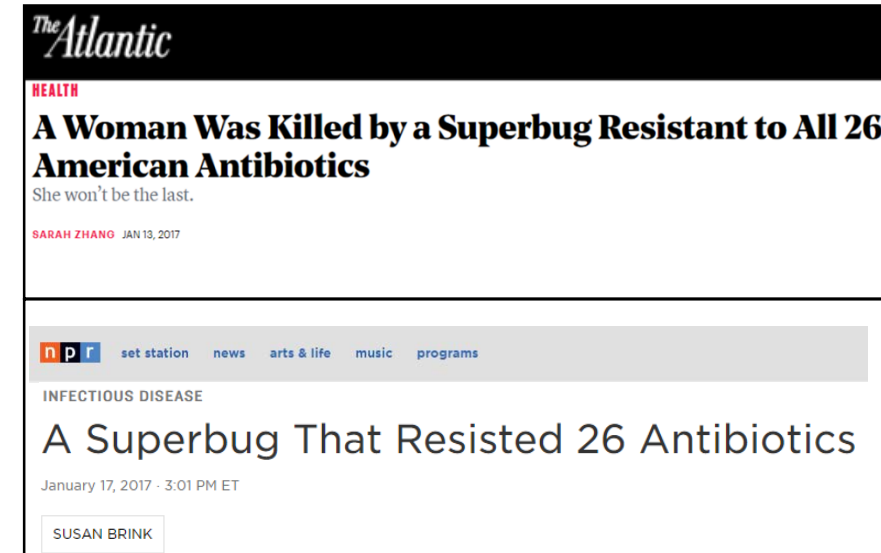 The Atlantic
HEALTH
A Woman Was Killed by a Superbug Resistant to All 26
American Antibiotics
She won't be the last.
SARAH ZHANG JAN 13, 2017
npr set station news arts & life music programs
INFECTIOUS DISEASE
A Superbug That Resisted 26 Antibiotics
January 17, 2017 · 3:01 PM ET
SUSAN BRINK